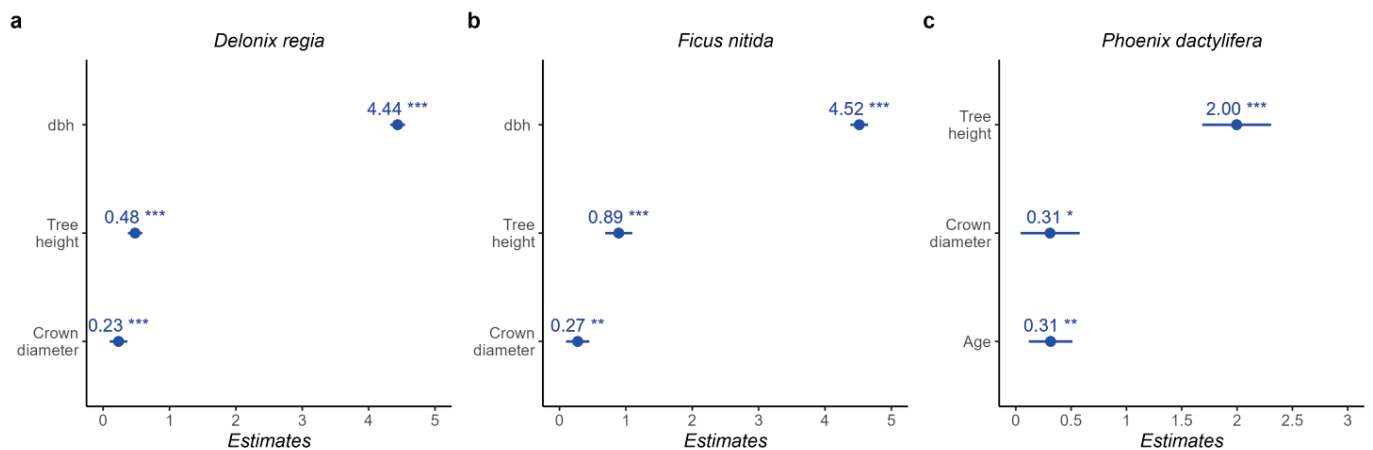 a
Delonix regia
dbh
4.44 ***
Tree
height
0.48 ***
Crown
diameter
0.23 ***
0 1 2 3 4 5
Estimates
b
Ficus nitida
dbh
4.52 ***
Tree
height
0.89 ***
Crown
diameter
0.27 **
0 1 2 3 4 5
Estimates
c
Phoenix dactylifera
Tree
height
2.00 ***
Crown
diameter
0.31 *
Age
0.31 **
0 0.5 1 1.5 2 2.5 3
Estimates